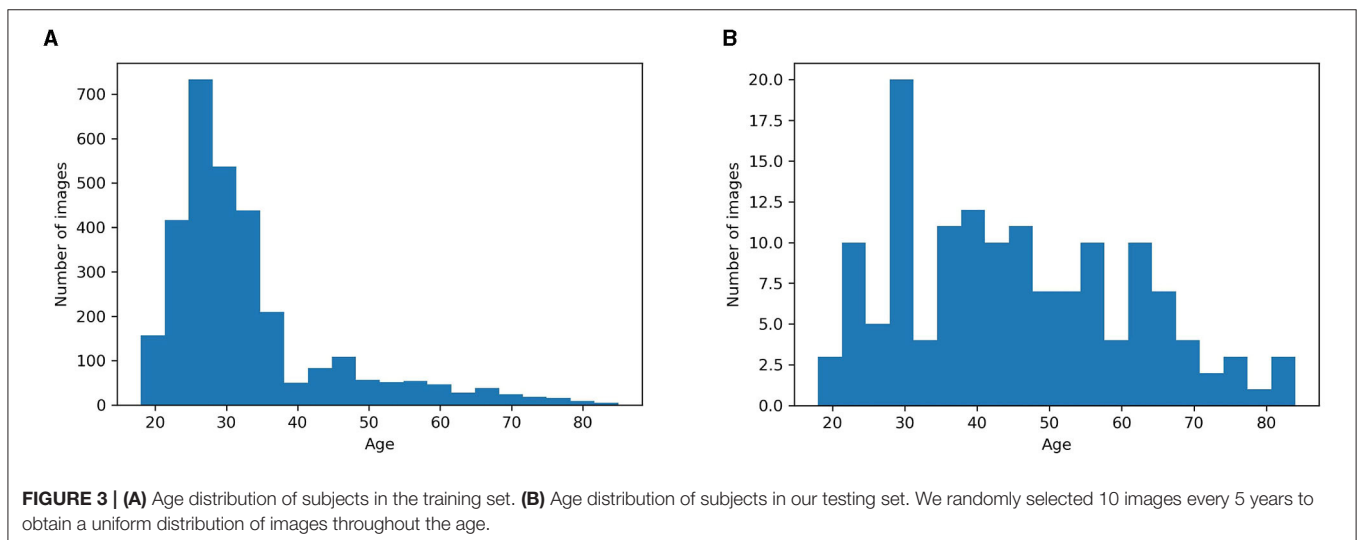 A
B
Number of images
700
600
500
400
300
200
100
0
20 30 40 50 60 70 80
Age
Number of images
20.0
17.5
15.0
12.5
10.0
7.5
5.0
2.5
0.0
20 30 40 50 60 70 80
Age
FIGURE 3 | (A) Age distribution of subjects in the training set. (B) Age distribution of subjects in our testing set. We randomly selected 10 images every 5 years to
obtain a uniform distribution of images throughout the age.